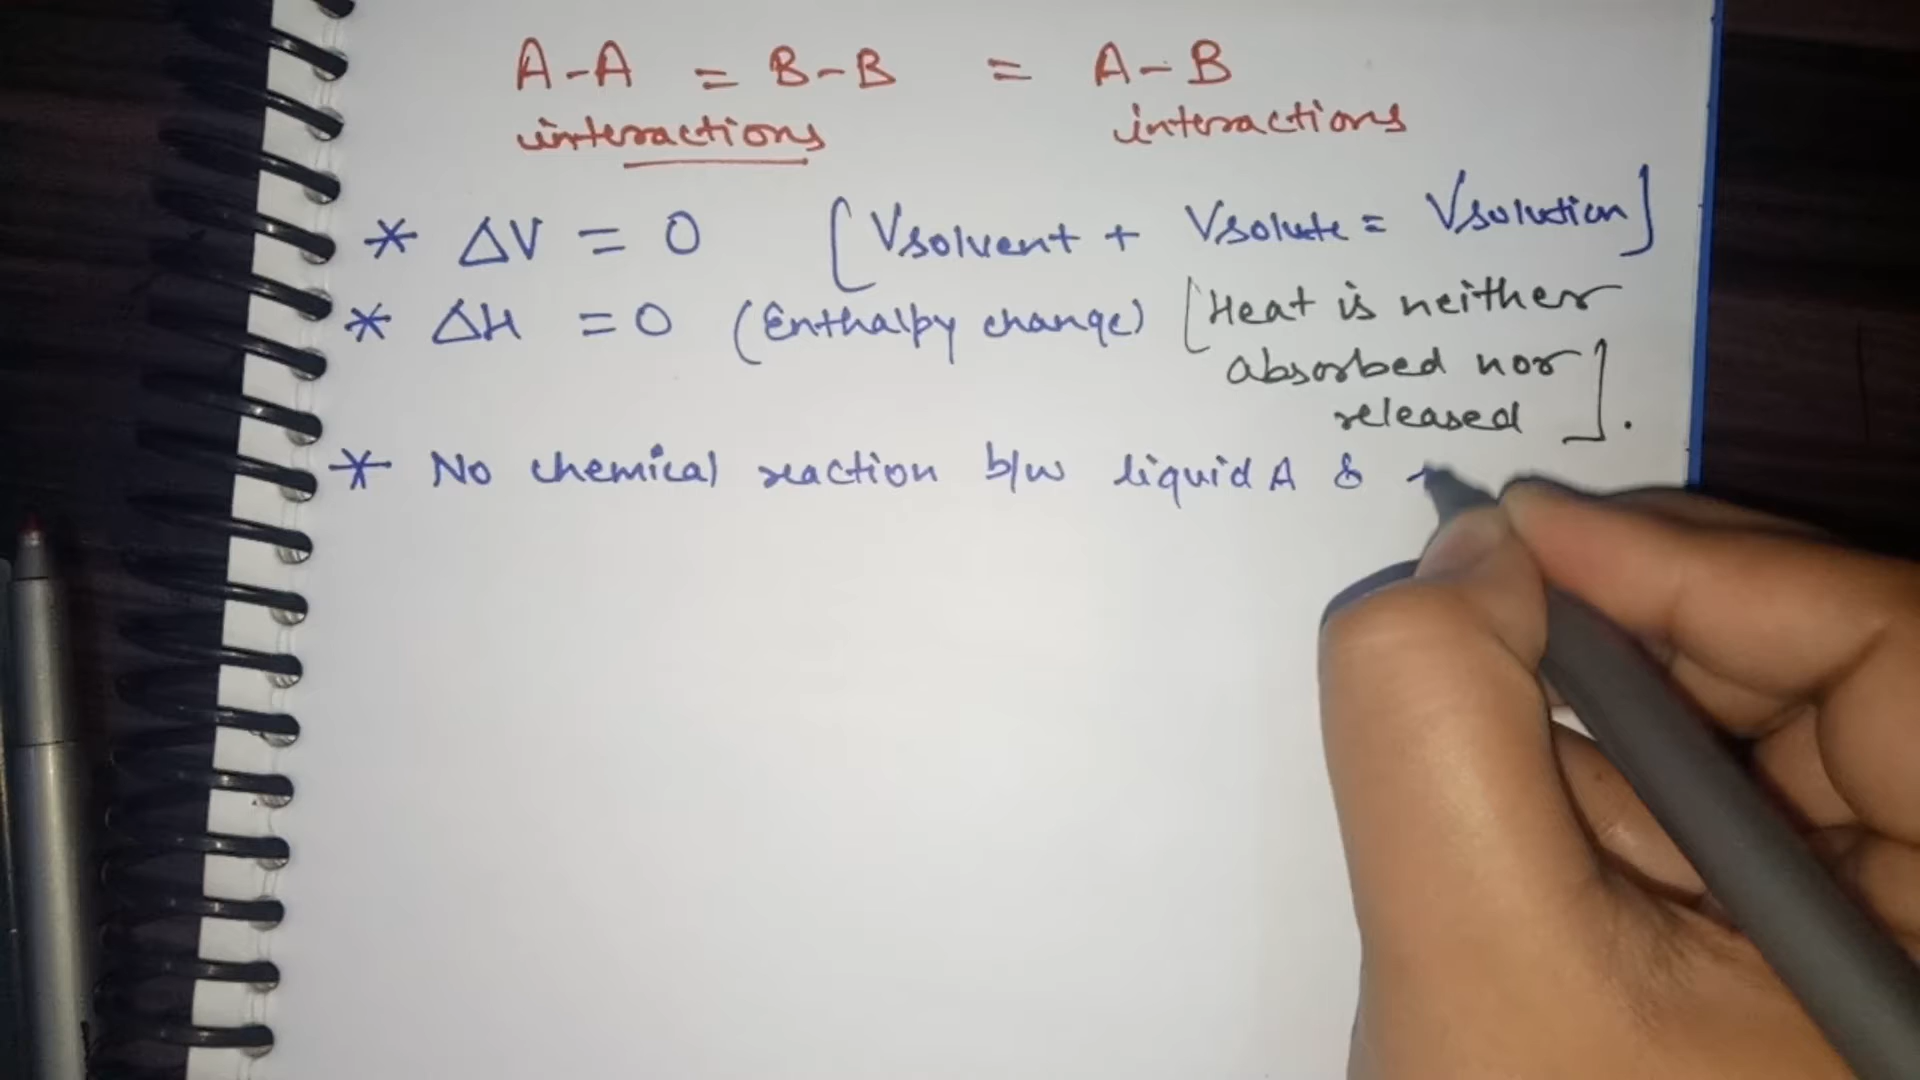 A-A = B-B = A-B
interactions interactions
* ΔV = 0 [Vsolvent + Vsolute = Vsolution]
* ΔH = 0 (Enthalpy change) [Heat is neither
absorbed nor
released].
* No chemical reaction b/w liquid A &